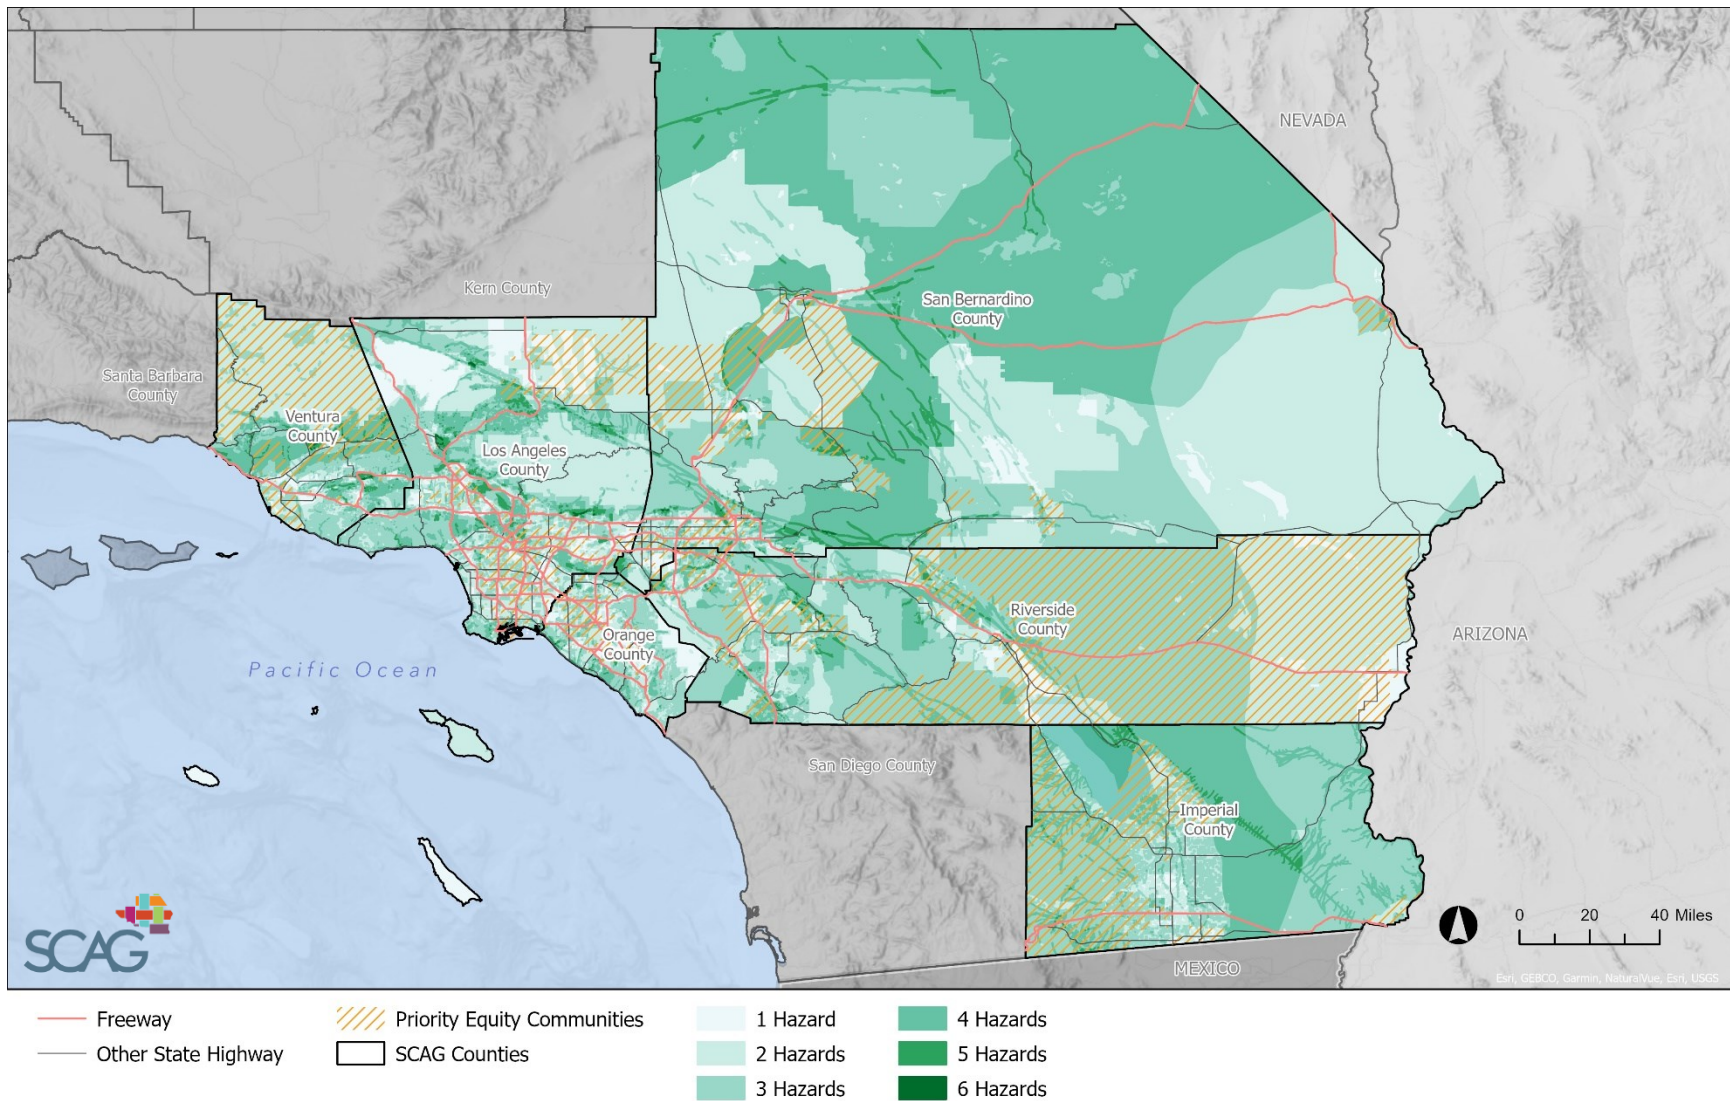 NEVADA
Kern County
San Bernardino
County
Santa Barbara
County
Ventura
County
Los Angeles
County
Riverside
County
ARIZONA
Orange
County
Pacific Ocean
San Diego County
Imperial
County
SCAG
0 20 40 Miles
MEXICO
Esri, GEBCO, Garmin, NaturalVue, Esri, USGS
Freeway
Other State Highway
Priority Equity Communities
SCAG Counties
1 Hazard
2 Hazards
3 Hazards
4 Hazards
5 Hazards
6 Hazards